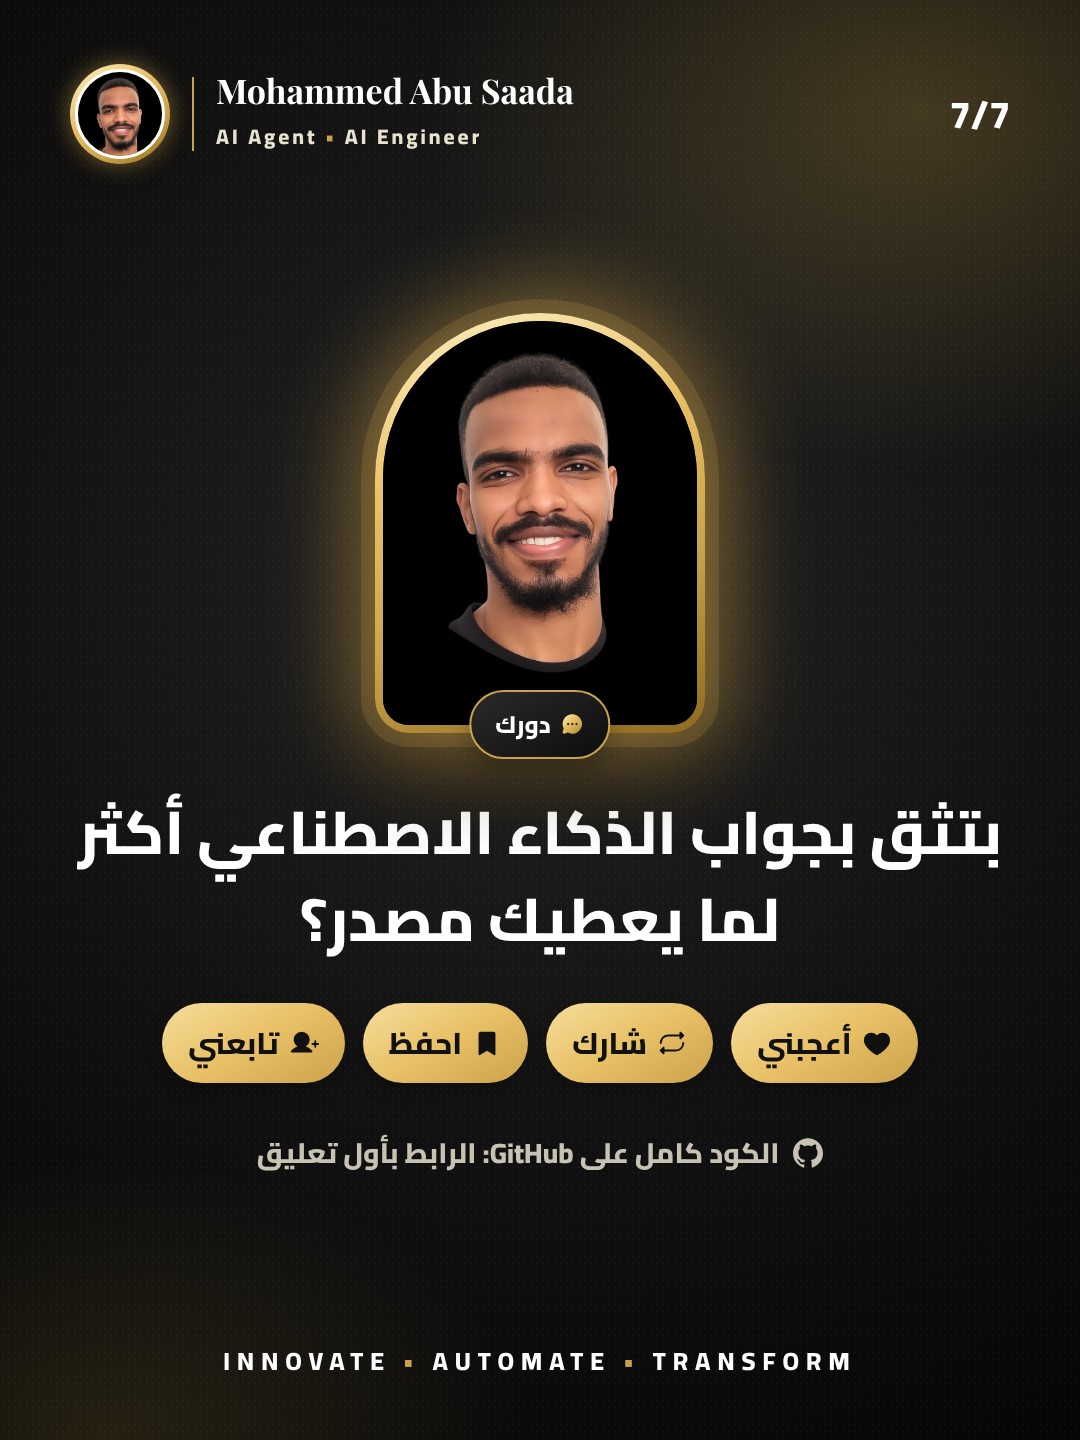 Mohammed Abu Saada
AI Agent ▪ AI Engineer
7/7
دورك
بتثق بجواب الذكاء الاصطناعي أكثر
لما يعطيك مصدر؟
أعجبني شارك احفظ تابعني
الكود كامل على GitHub: الرابط بأول تعليق
INNOVATE ▪ AUTOMATE ▪ TRANSFORM